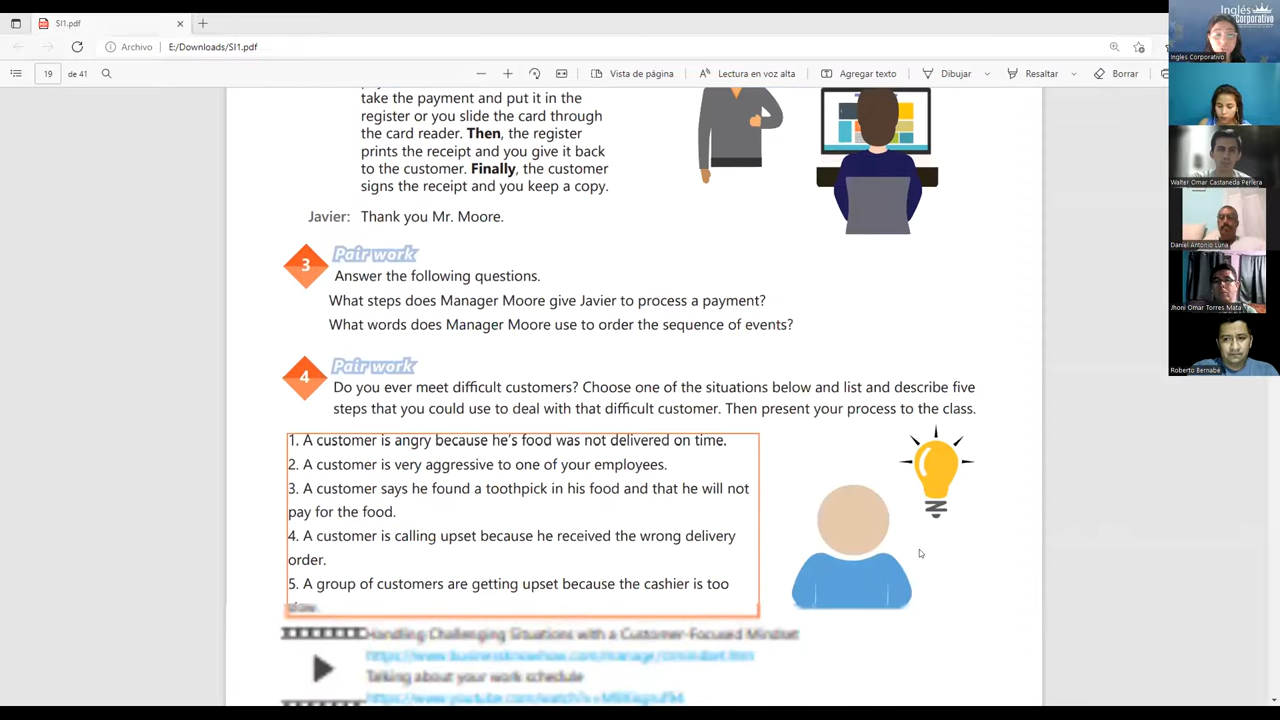 SI1.pdf
Archivo
E:/Downloads/SI1.pdf
19 de 41
Vista de página
Lectura en voz alta
Agregar texto
Dibujar
Resaltar
Borrar
take the payment and put it in the
register or you slide the card through
the card reader. Then, the register
prints the receipt and you give it back
to the customer. Finally, the customer
signs the receipt and you keep a copy.
Javier: Thank you Mr. Moore.
3 Pair work
Answer the following questions.
What steps does Manager Moore give Javier to process a payment?
What words does Manager Moore use to order the sequence of events?
4 Pair work
Do you ever meet difficult customers? Choose one of the situations below and list and describe five
steps that you could use to deal with that difficult customer. Then present your process to the class.
1. A customer is angry because he's food was not delivered on time.
2. A customer is very aggressive to one of your employees.
3. A customer says he found a toothpick in his food and that he will not
pay for the food.
4. A customer is calling upset because he received the wrong delivery
order.
5. A group of customers are getting upset because the cashier is too
slow.
Handling Challenging Situations with a Customer-Focused Mindset
Talking about your work schedule
Inglés
Corporativo
Ingles Corporativo
Walter Omar Castaneda Perrera
Daniel Antonio Luna
Jhoni Omar Torres Mata
Roberto Bernabé